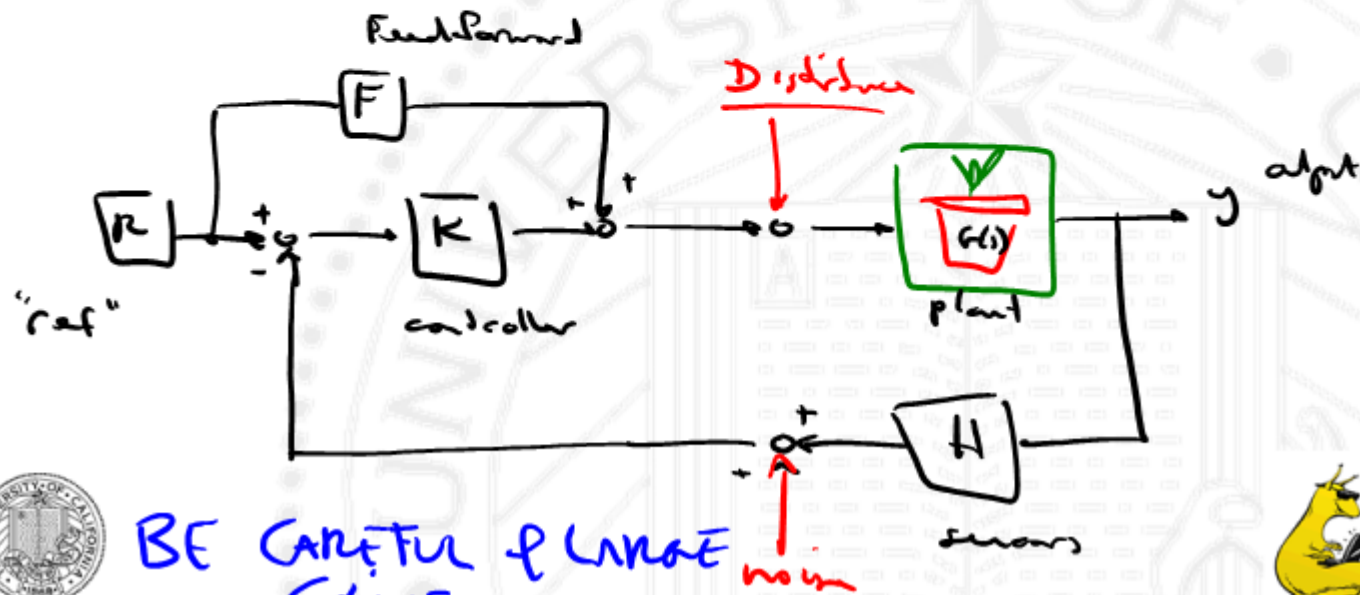 Feedforward
F
Disturbance
R
+
-
K
+
+
G(s)
y
output
"ref"
controller
plant
H
+
+
sensors
noise
BE CAREFUL of LARGE